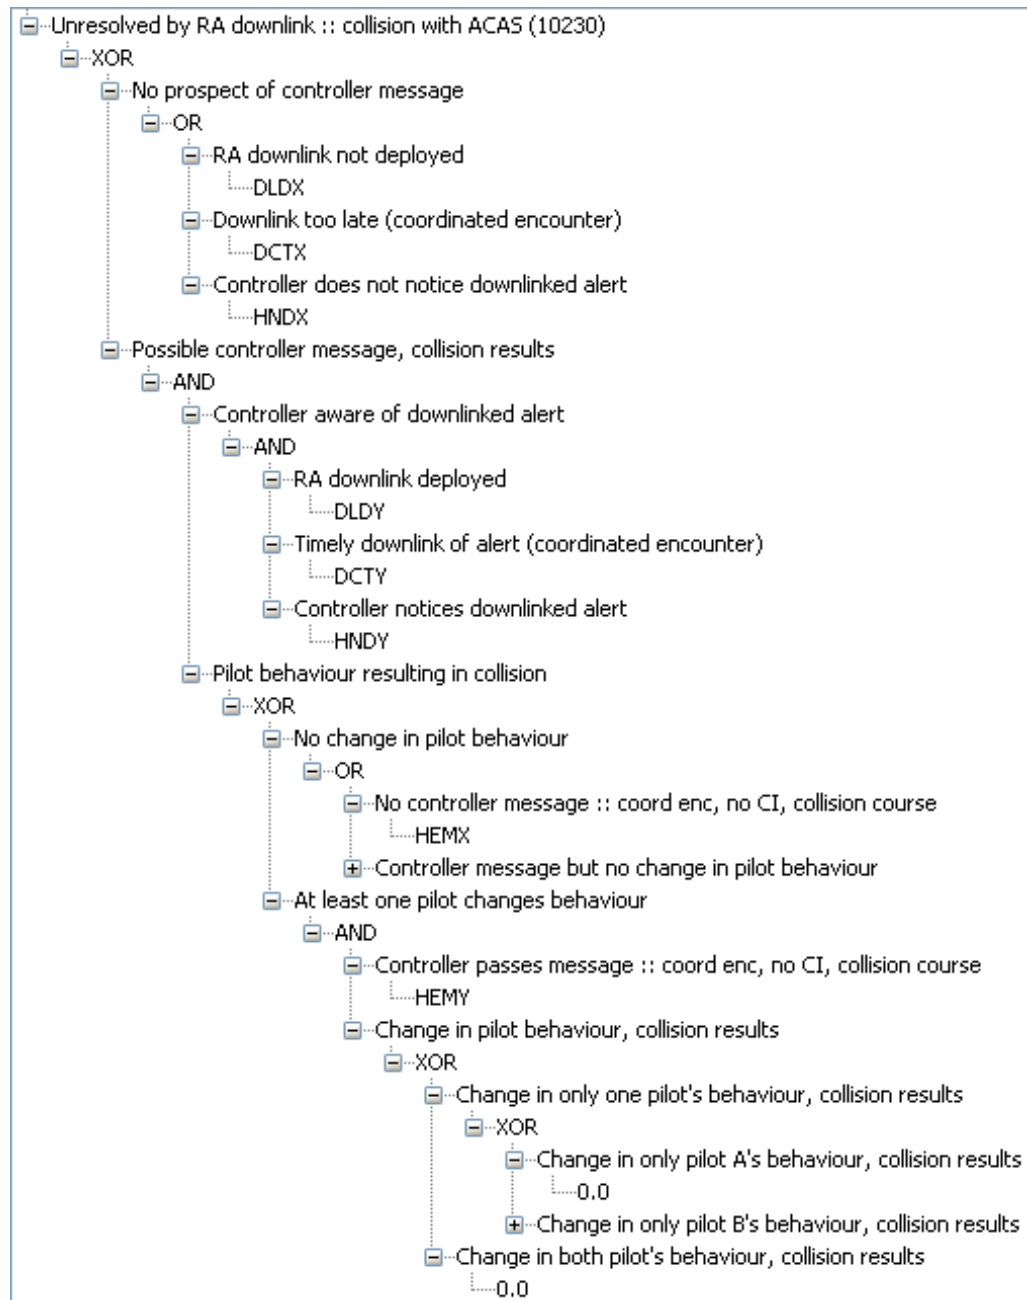 Unresolved by RA downlink :: collision with ACAS (10230)
XOR
No prospect of controller message
OR
RA downlink not deployed
DLDX
Downlink too late (coordinated encounter)
DCTX
Controller does not notice downlinked alert
HNDX
Possible controller message, collision results
AND
Controller aware of downlinked alert
AND
RA downlink deployed
DLDY
Timely downlink of alert (coordinated encounter)
DCTY
Controller notices downlinked alert
HNDY
Pilot behaviour resulting in collision
XOR
No change in pilot behaviour
OR
No controller message :: coord enc, no CI, collision course
HEMX
Controller message but no change in pilot behaviour
At least one pilot changes behaviour
AND
Controller passes message :: coord enc, no CI, collision course
HEMY
Change in pilot behaviour, collision results
XOR
Change in only one pilot's behaviour, collision results
XOR
Change in only pilot A's behaviour, collision results
0.0
Change in only pilot B's behaviour, collision results
Change in both pilot's behaviour, collision results
0.0